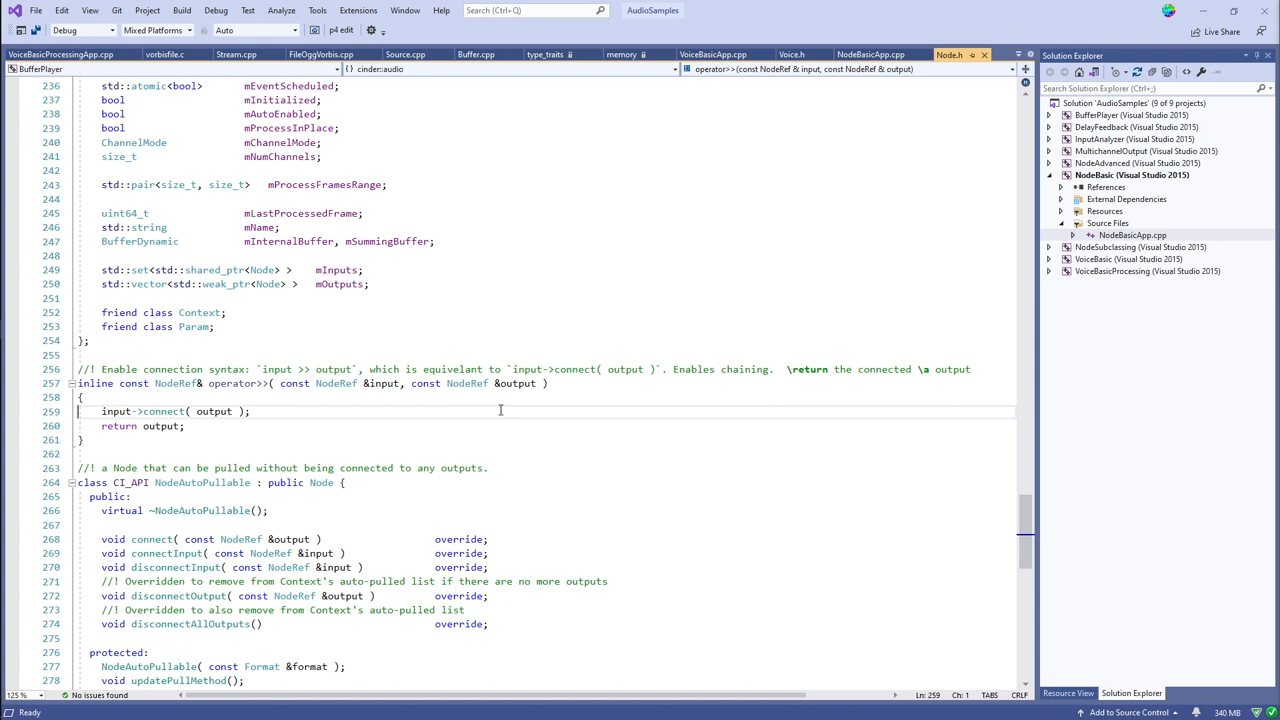 File Edit View Git Project Build Debug Test Analyze Tools Extensions Window Help Search (Ctrl+;) AudioSamples
Debug Mixed Platforms Auto p4 edit Live Share
VoiceBasicProcessingApp.cpp vorbisfile.c Stream.cpp FileOggVorbis.cpp Source.cpp Buffer.cpp type_traits memory VoiceBasicApp.cpp Voice.h NodeBasicApp.cpp Node.h
BufferPlayer cinder::audio operator>>(const NodeRef & input, const NodeRef & output)
236 std::atomic<bool> mEventScheduled;
237 bool mInitialized;
238 bool mAutoEnabled;
239 bool mProcessInPlace;
240 ChannelMode mChannelMode;
241 size_t mNumChannels;
242
243 std::pair<size_t, size_t> mProcessFramesRange;
244
245 uint64_t mLastProcessedFrame;
246 std::string mName;
247 BufferDynamic mInternalBuffer, mSummingBuffer;
248
249 std::set<std::shared_ptr<Node> > mInputs;
250 std::vector<std::weak_ptr<Node> > mOutputs;
251
252 friend class Context;
253 friend class Param;
254 };
255
256 //! Enable connection syntax: `input >> output`, which is equivelant to `input->connect( output )`. Enables chaining. \return the connected \a output
257 inline const NodeRef& operator>>( const NodeRef &input, const NodeRef &output )
258 {
259 input->connect( output );
260 return output;
261 }
262
263 //! a Node that can be pulled without being connected to any outputs.
264 class CI_API NodeAutoPullable : public Node {
265 public:
266 virtual ~NodeAutoPullable();
267
268 void connect( const NodeRef &output ) override;
269 void connectInput( const NodeRef &input ) override;
270 void disconnectInput( const NodeRef &input ) override;
271 //! Overridden to remove from Context's auto-pulled list if there are no more outputs
272 void disconnectOutput( const NodeRef &output ) override;
273 //! Overridden to also remove from Context's auto-pulled list
274 void disconnectAllOutputs() override;
275
276 protected:
277 NodeAutoPullable( const Format &format );
278 void updatePullMethod();
125 % No issues found Ln: 259 Ch: 1 TABS CRLF
Ready Add to Source Control 340 MB
Solution Explorer
Search Solution Explorer (Ctrl+;)
Solution 'AudioSamples' (9 of 9 projects)
BufferPlayer (Visual Studio 2015)
DelayFeedback (Visual Studio 2015)
InputAnalyzer (Visual Studio 2015)
MultichannelOutput (Visual Studio 2015)
NodeAdvanced (Visual Studio 2015)
NodeBasic (Visual Studio 2015)
References
External Dependencies
Resources
Source Files
NodeBasicApp.cpp
NodeSubclassing (Visual Studio 2015)
VoiceBasic (Visual Studio 2015)
VoiceBasicProcessing (Visual Studio 2015)
Resource View Solution Explorer